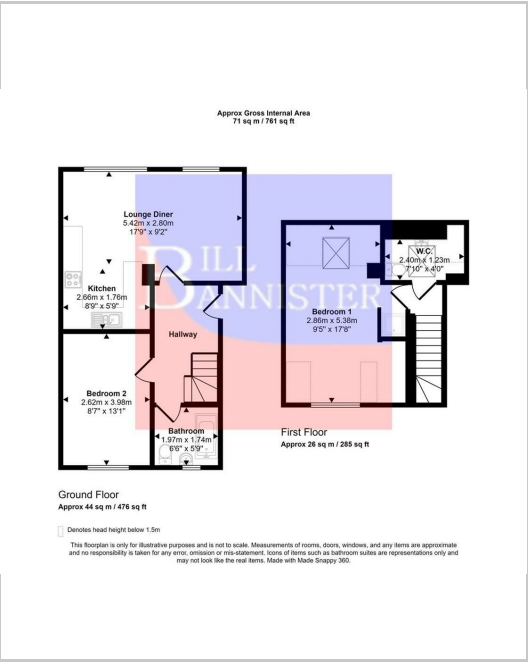 Approx Gross Internal Area
71 sq m / 761 sq ft
Lounge Diner
5.42m x 2.80m
17'9" x 9'2"
Kitchen
2.66m x 1.76m
8'9" x 5'9"
Hallway
Bedroom 2
2.62m x 3.98m
8'7" x 13'1"
Bathroom
1.97m x 1.74m
6'6" x 5'9"
BILL
BANNISTER
W.C.
2.40m x 1.23m
7'10" x 4'0"
Bedroom 1
2.86m x 5.38m
9'5" x 17'8"
First Floor
Approx 26 sq m / 285 sq ft
Ground Floor
Approx 44 sq m / 476 sq ft
Denotes head height below 1.5m
This floorplan is only for illustrative purposes and is not to scale. Measurements of rooms, doors, windows, and any items are approximate
and no responsibility is taken for any error, omission or mis-statement. Icons of items such as bathroom suites are representations only and
may not look like the real items. Made with Made Snappy 360.